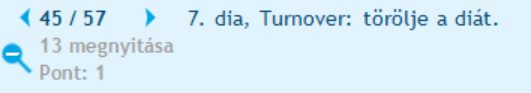 45 / 57 7. dia, Turnover: törölje a diát.
13 megnyitása
Pont: 1